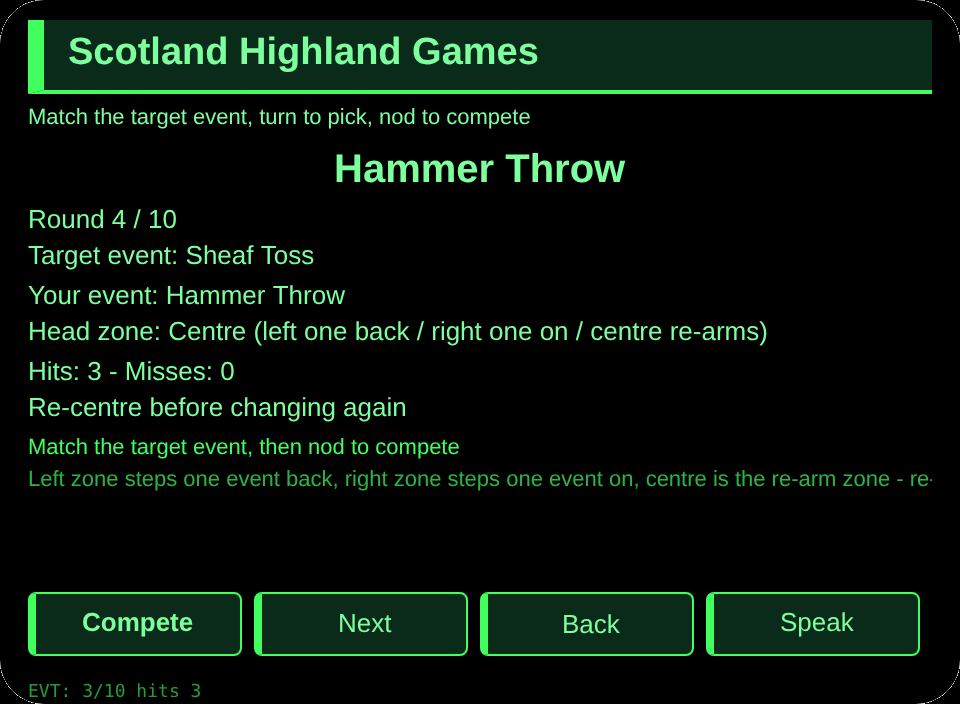 Scotland Highland Games
Match the target event, turn to pick, nod to compete
Hammer Throw
Round 4 / 10
Target event: Sheaf Toss
Your event: Hammer Throw
Head zone: Centre (left one back / right one on / centre re-arms)
Hits: 3 - Misses: 0
Re-centre before changing again
Match the target event, then nod to compete
Left zone steps one event back, right zone steps one event on, centre is the re-arm zone - re-
Compete
Next
Back
Speak
EVT: 3/10 hits 3